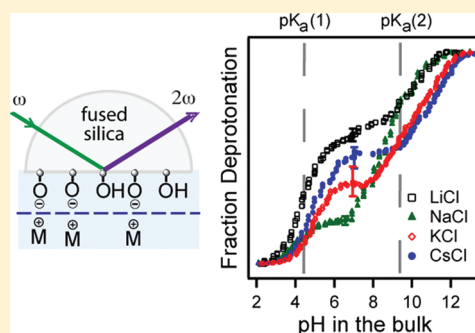 ω
2ω
fused
silica
O OH O OH
O
⊖ ⊖ ⊖
⊕ ⊕ ⊕
M M M
pKa(1) pKa(2)
Fraction Deprotonation
LiCl
NaCl
KCl
CsCl
2 4 6 8 10 12
pH in the bulk